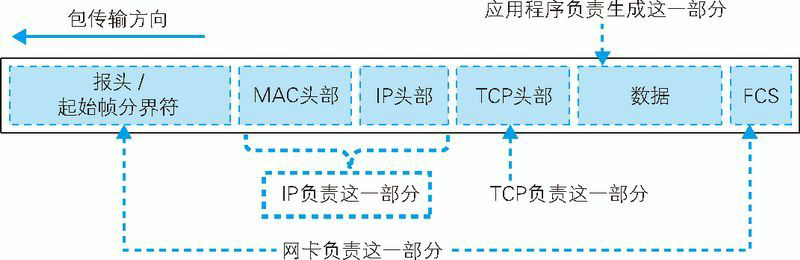 应用程序负责生成这一部分
包传输方向
报头 /
起始帧分界符
MAC头部
IP头部
TCP头部
数据
FCS
IP负责这一部分
TCP负责这一部分
网卡负责这一部分